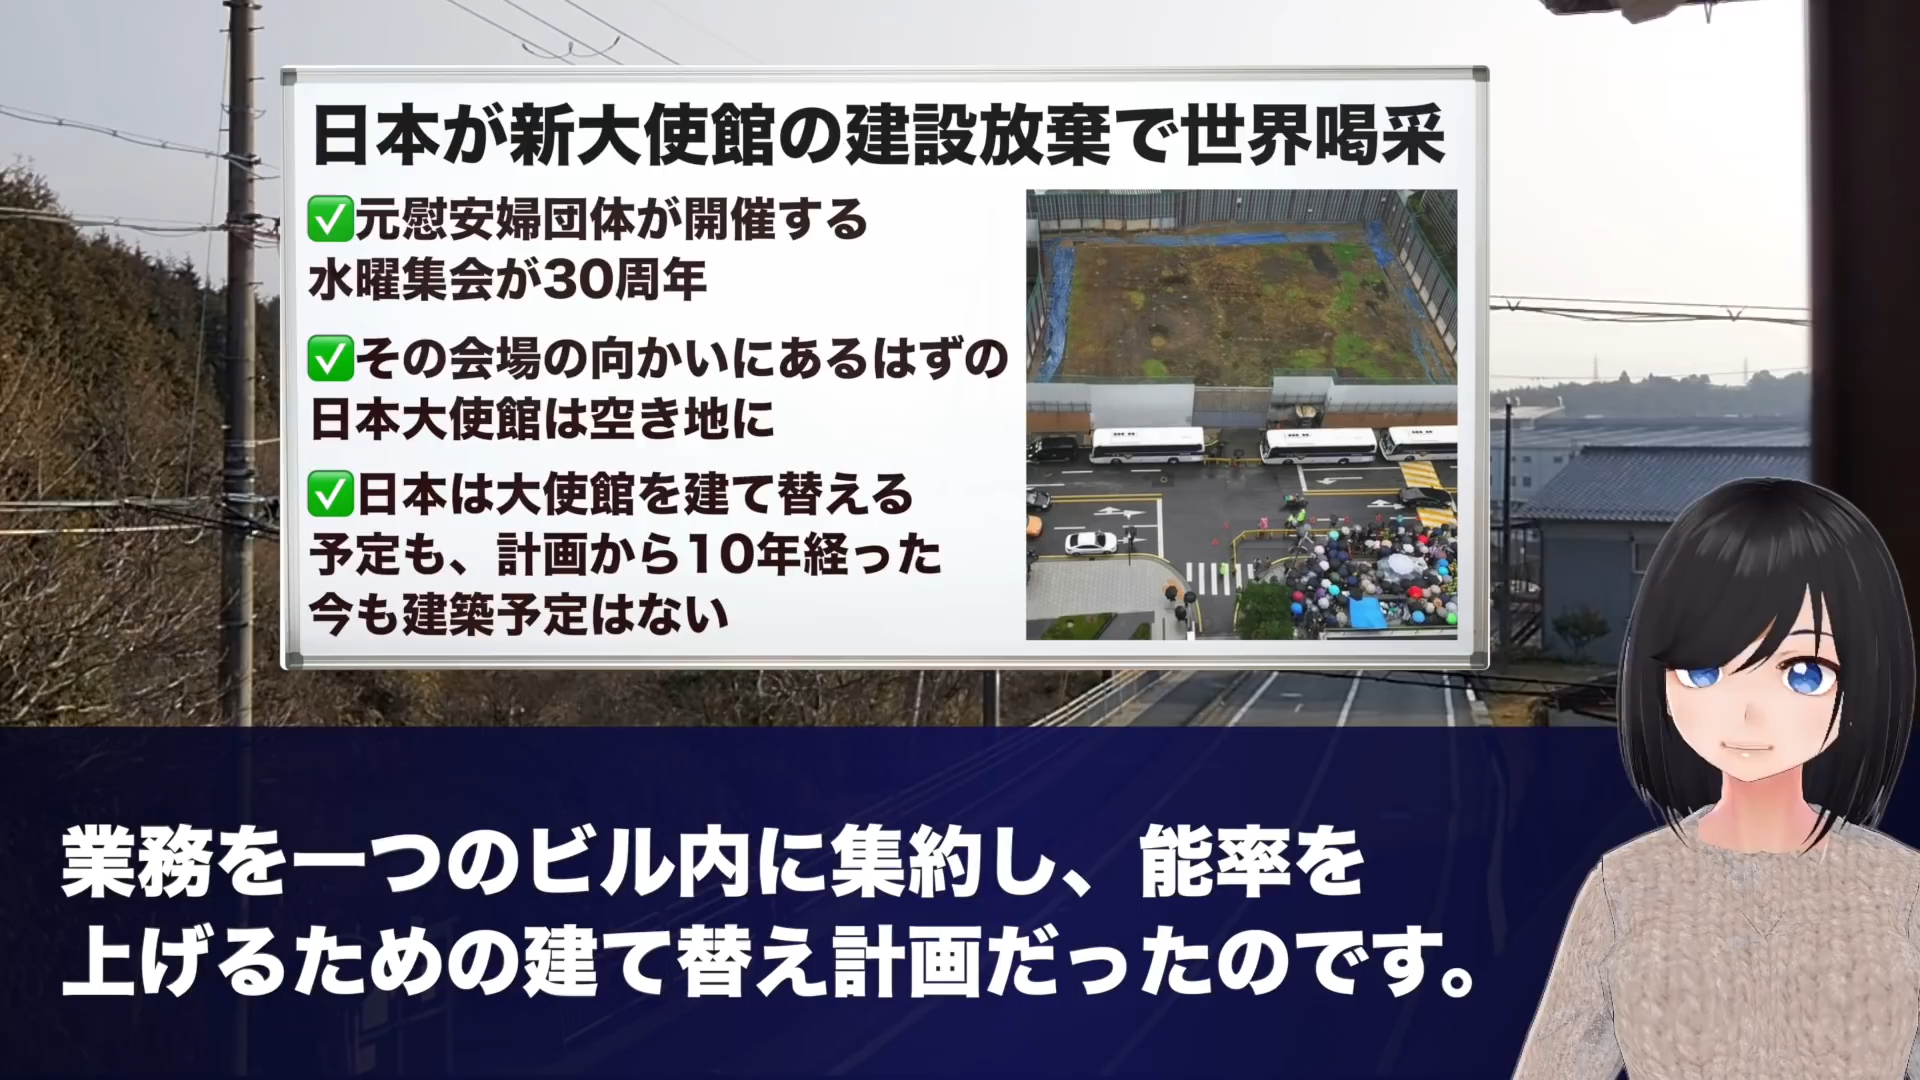 日本が新大使館の建設放棄で世界喝采
✅元慰安婦団体が開催する
水曜集会が30周年
✅その会場の向かいにあるはずの
日本大使館は空き地に
✅日本は大使館を建て替える
予定も、計画から10年経った
今も建築予定はない
業務を一つのビル内に集約し、能率を
上げるための建て替え計画だったのです。